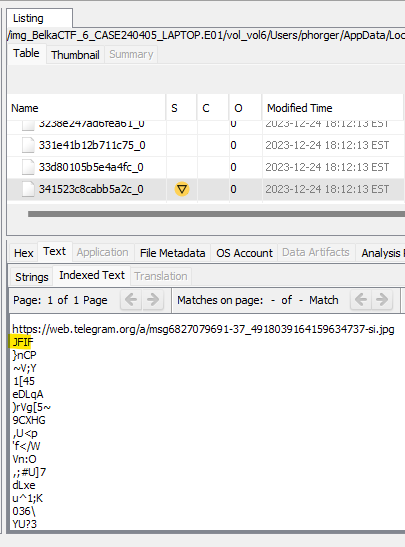 Listing
/img_BelkaCTF_6_CASE240405_LAPTOP.E01/vol_vol6/Users/phorger/AppData/Loc
Table Thumbnail Summary
Name S C O Modified Time
3238e247ad6fea61_0 0 2023-12-24 18:12:13 EST
331e41b12b711c75_0 0 2023-12-24 18:12:13 EST
33d80105b5e4a4fc_0 0 2023-12-24 18:12:13 EST
341523c8cabb5a2c_0 0 2023-12-24 18:12:13 EST
Hex Text Application File Metadata OS Account Data Artifacts Analysis R
Strings Indexed Text Translation
Page: 1 of 1 Page Matches on page: - of - Match
https://web.telegram.org/a/msg6827079691-37_4918039164159634737-si.jpg
JFIF
}nCP
~V;Y
1[45
eDLqA
)rVg[5~
9CXHG
,U<p
'f</W
Vn:O
,;#U]7
dLxe
u^1;K
036\
YU?3